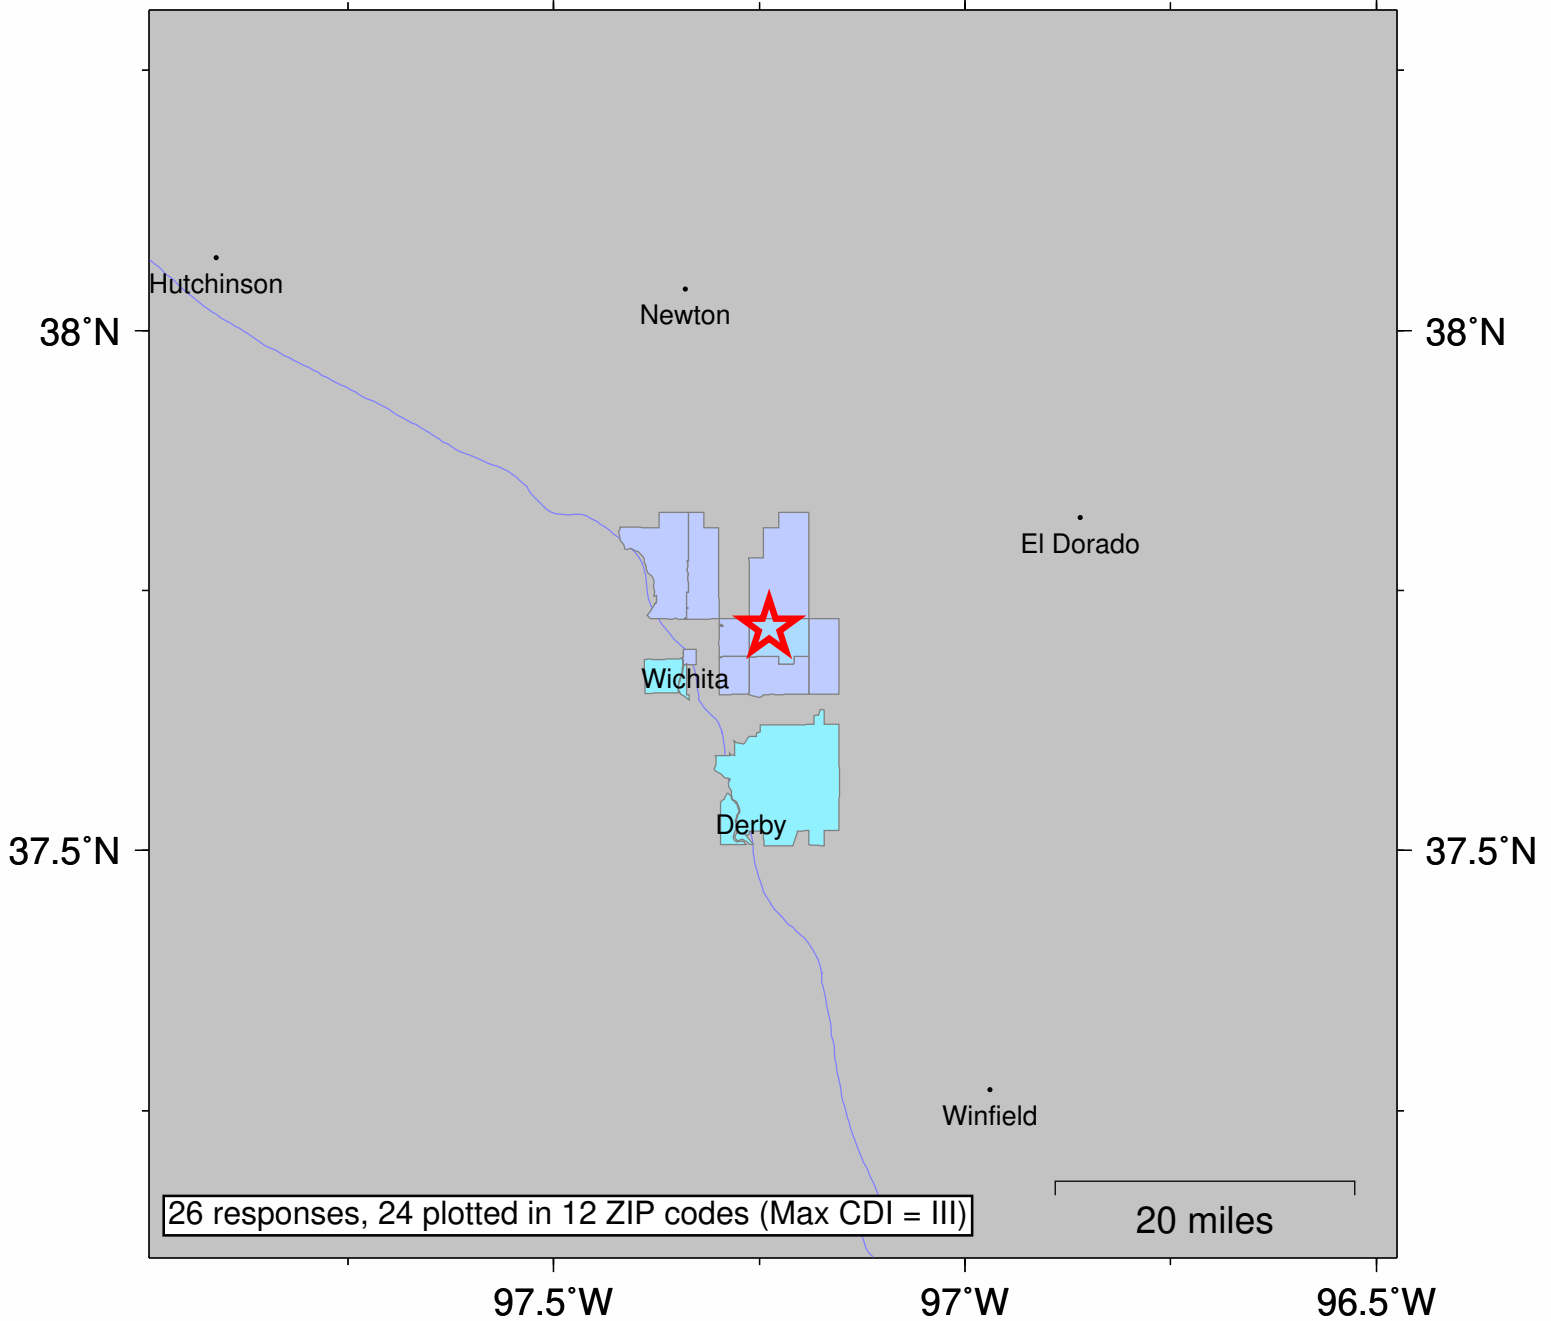 Hutchinson
Newton
38°N
38°N
El Dorado
Wichita
Derby
37.5°N
37.5°N
Winfield
26 responses, 24 plotted in 12 ZIP codes (Max CDI = III)
20 miles
97.5°W
97°W
96.5°W